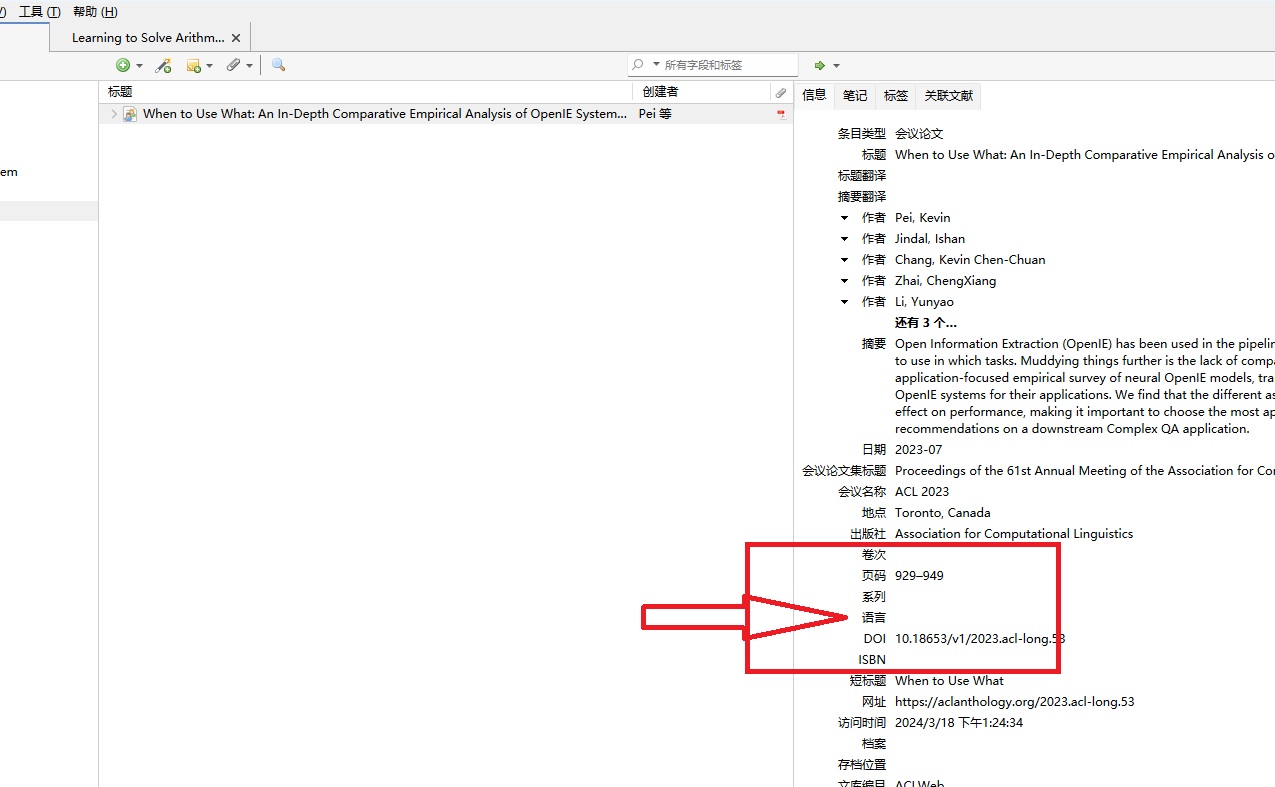 ) 工具 (T) 帮助 (H)
Learning to Solve Arithm...
所有字段和标签
标题 创建者
信息 笔记 标签 关联文献
When to Use What: An In-Depth Comparative Empirical Analysis of OpenIE System... Pei 等
em
条目类型 会议论文
标题 When to Use What: An In-Depth Comparative Empirical Analysis o
标题翻译
摘要翻译
作者 Pei, Kevin
作者 Jindal, Ishan
作者 Chang, Kevin Chen-Chuan
作者 Zhai, ChengXiang
作者 Li, Yunyao
还有 3 个...
摘要 Open Information Extraction (OpenIE) has been used in the pipelin
to use in which tasks. Muddying things further is the lack of compa
application-focused empirical survey of neural OpenIE models, tra
OpenIE systems for their applications. We find that the different as
effect on performance, making it important to choose the most ap
recommendations on a downstream Complex QA application.
日期 2023-07
会议论文集标题 Proceedings of the 61st Annual Meeting of the Association for Co
会议名称 ACL 2023
地点 Toronto, Canada
出版社 Association for Computational Linguistics
卷次
页码 929–949
系列
语言
DOI 10.18653/v1/2023.acl-long.53
ISBN
短标题 When to Use What
网址 https://aclanthology.org/2023.acl-long.53
访问时间 2024/3/18 下午1:24:34
档案
存档位置
文库编目 ACLWeb